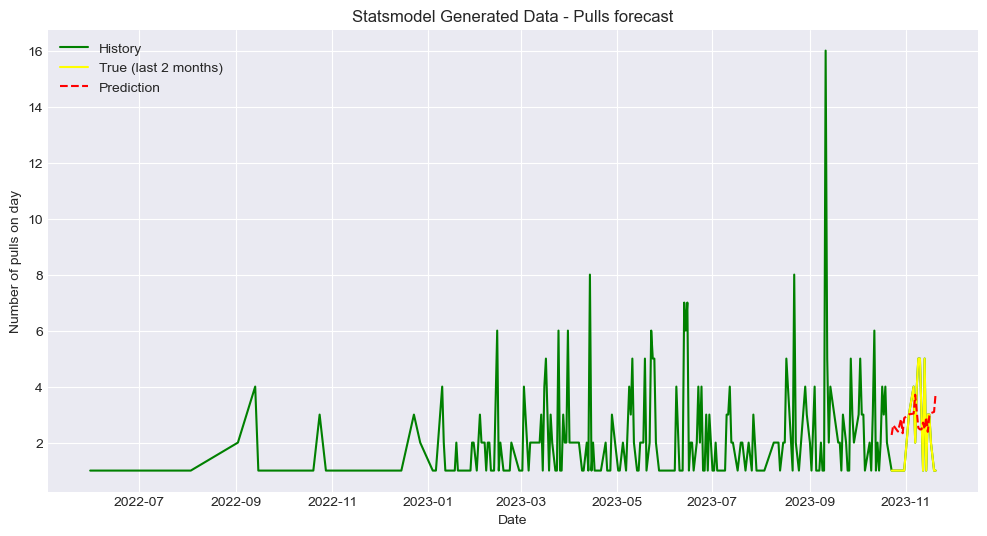 Statsmodel Generated Data - Pulls forecast
History
True (last 2 months)
Prediction
16
14
12
10
8
6
4
2
Number of pulls on day
2022-07
2022-09
2022-11
2023-01
2023-03
2023-05
2023-07
2023-09
2023-11
Date